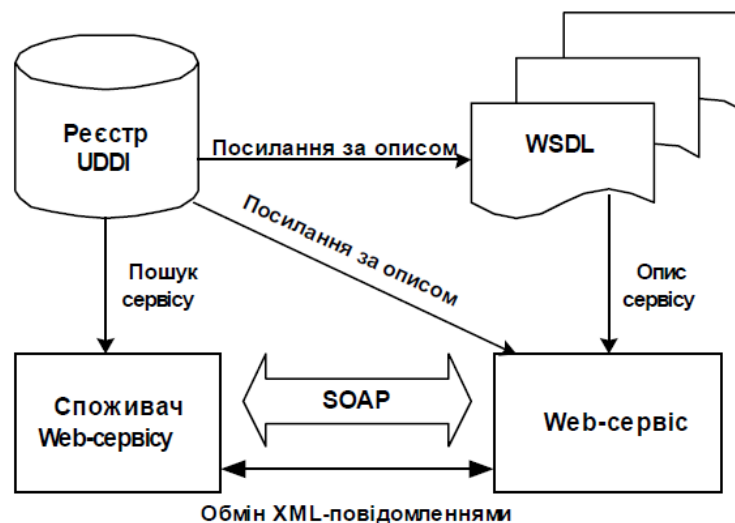 Реєстр
UDDI
Посилання за описом
WSDL
Посилання за описом
Пошук
сервісу
Опис
сервісу
Споживач
Web-сервісу
SOAP
Web-сервіс
Обмін XML-повідомленнями